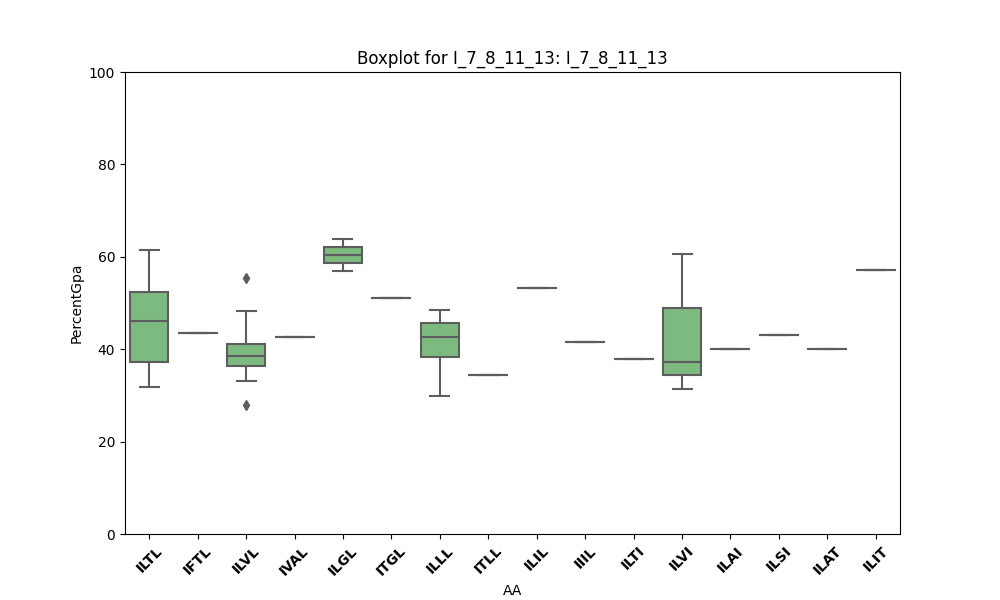 Boxplot for I_7_8_11_13: I_7_8_11_13
100
80
60
40
20
0
PercentGpa
ILTL
IFTL
ILVL
IVAL
ILGL
ITGL
ILLL
ITLL
ILIL
IIIL
ILTI
ILVI
ILAI
ILSI
ILAT
ILIT
AA